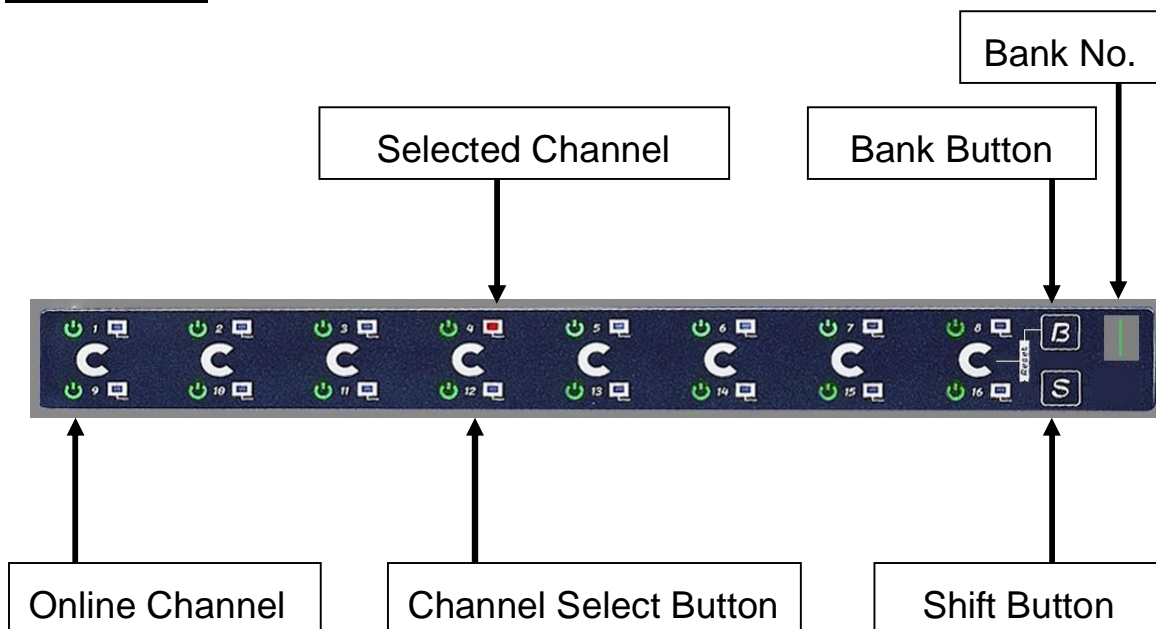 Bank No.
Selected Channel Bank Button
1 2 3 4 5 6 7 8 B
C C C C C C C C Reset
9 10 11 12 13 14 15 16 S
Online Channel Channel Select Button Shift Button